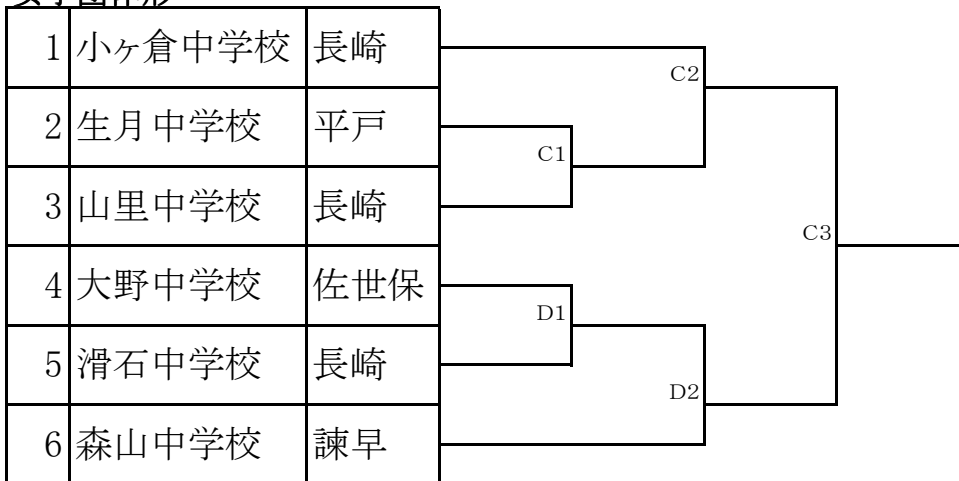 1 小ヶ倉中学校 長崎
C2
2 生月中学校 平戸
C1
3 山里中学校 長崎
C3
4 大野中学校 佐世保
D1
5 滑石中学校 長崎
D2
6 森山中学校 諫早